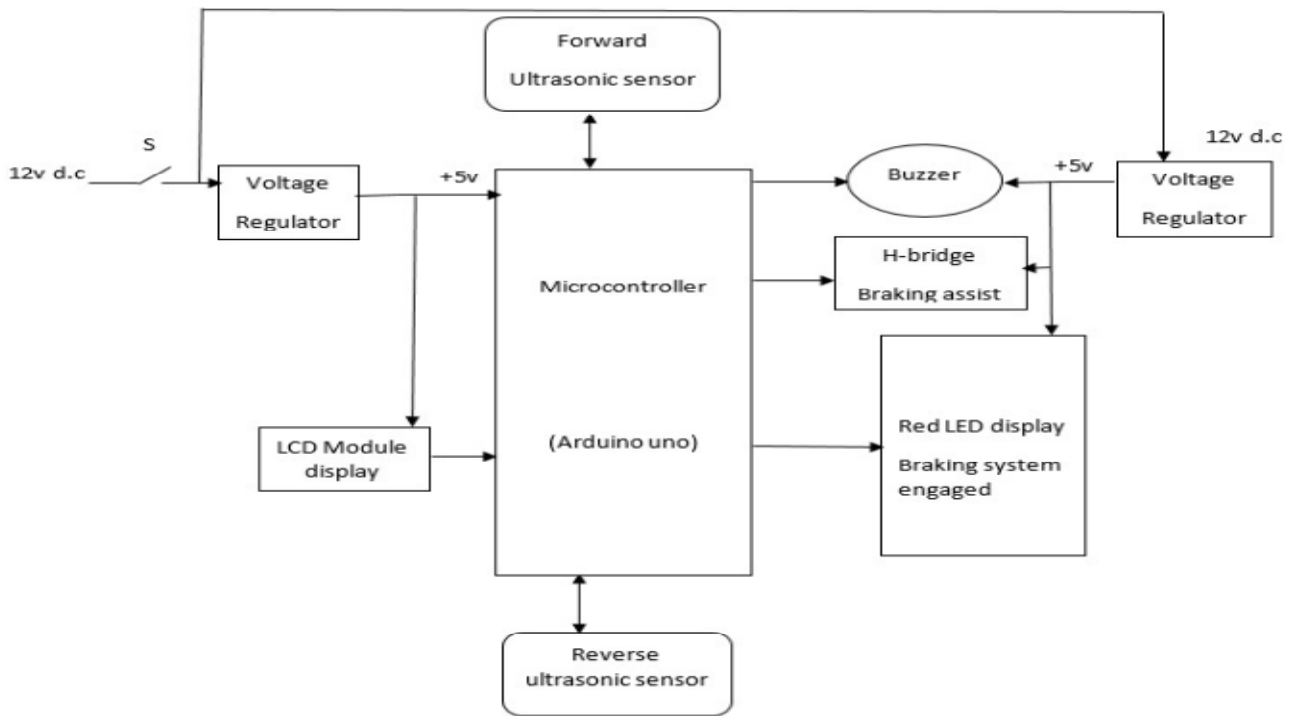 Forward
Ultrasonic sensor
S
12v d.c
Voltage
Regulator
+5v
Buzzer
+5v
12v d.c
Voltage
Regulator
H-bridge
Braking assist
Microcontroller
(Arduino uno)
LCD Module
display
Red LED display
Braking system
engaged
Reverse
ultrasonic sensor